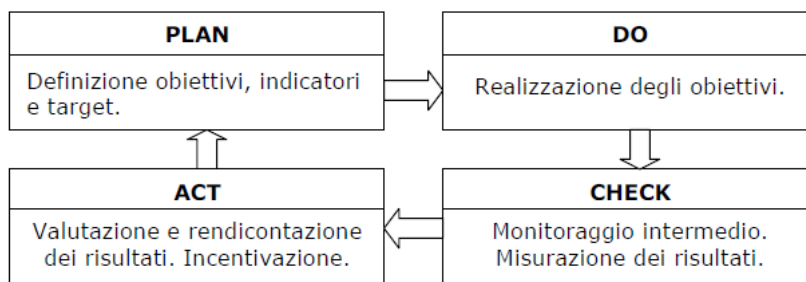 PLAN
Definizione obiettivi, indicatori
e target.
DO
Realizzazione degli obiettivi.
ACT
Valutazione e rendicontazione
dei risultati. Incentivazione.
CHECK
Monitoraggio intermedio.
Misurazione dei risultati.